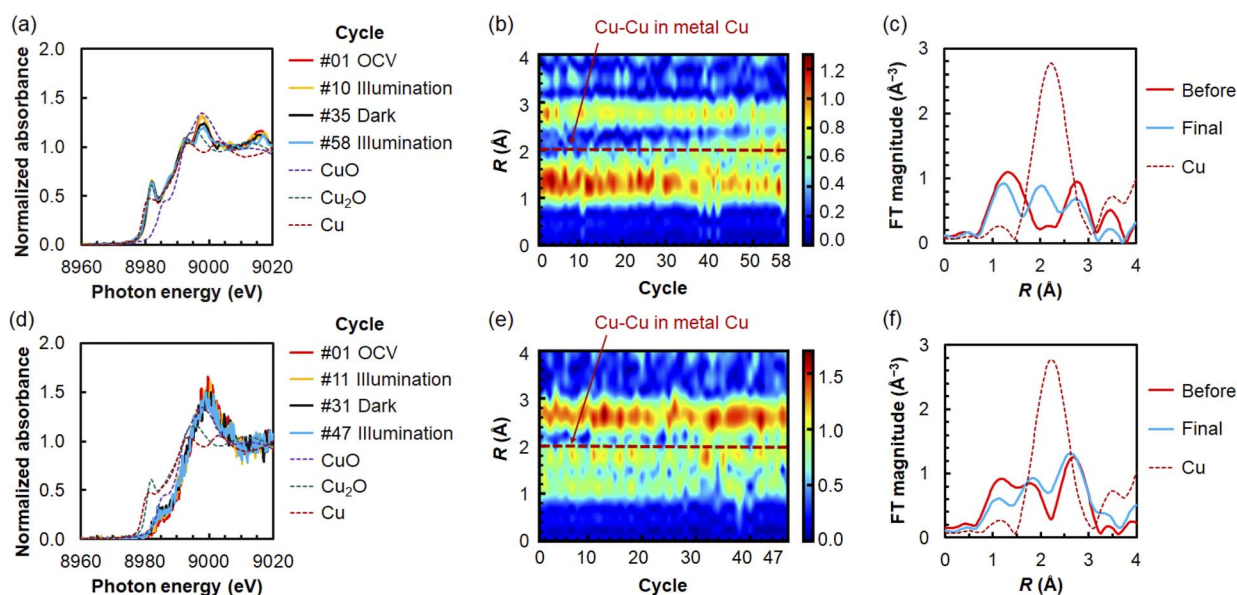 (a)
Normalized absorbance
2.0
1.5
1.0
0.5
0.0
8960 8980 9000 9020
Photon energy (eV)
Cycle
#01 OCV
#10 Illumination
#35 Dark
#58 Illumination
CuO
Cu₂O
Cu
(b)
Cu-Cu in metal Cu
R (Å)
4
3
2
1
0
0 10 20 30 40 50 58
Cycle
1.2
1.0
0.8
0.6
0.4
0.2
0.0
(c)
FT magnitude (Å⁻³)
3
2
1
0
0 1 2 3 4
R (Å)
Before
Final
Cu
(d)
Normalized absorbance
2.0
1.5
1.0
0.5
0.0
8960 8980 9000 9020
Photon energy (eV)
Cycle
#01 OCV
#11 Illumination
#31 Dark
#47 Illumination
CuO
Cu₂O
Cu
(e)
Cu-Cu in metal Cu
R (Å)
4
3
2
1
0
0 10 20 30 40 47
Cycle
1.5
1.0
0.5
0.0
(f)
FT magnitude (Å⁻³)
3
2
1
0
0 1 2 3 4
R (Å)
Before
Final
Cu